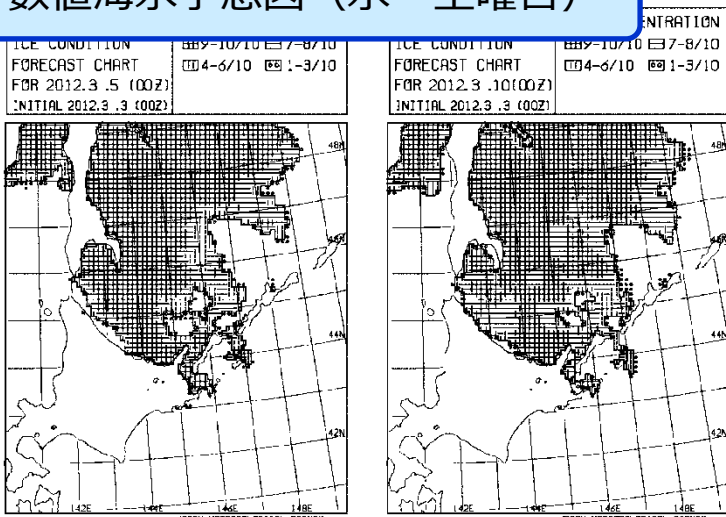 数値海氷予想図（水・土曜日）
ICE CONDITION
FORECAST CHART
FOR 2012.3 .5 (00Z)
INITIAL 2012.3 .3 (00Z)
9-10/10 7-8/10
4-6/10 1-3/10
48N
46N
44N
42N
142E 144E 146E 148E
ICE CONDITION
FORECAST CHART
FOR 2012.3 .10(00Z)
INITIAL 2012.3 .3 (00Z)
9-10/10 7-8/10
4-6/10 1-3/10
48N
46N
44N
42N
142E 144E 146E 148E